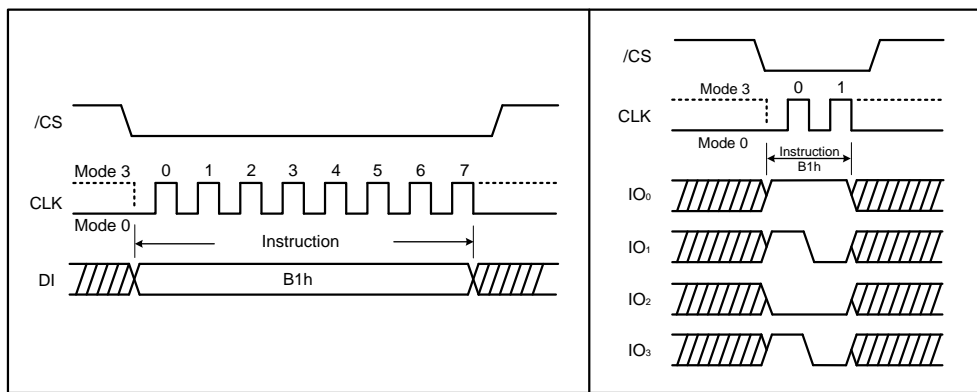 /CS
Mode 3
0 1 2 3 4 5 6 7
CLK
Mode 0
Instruction
DI
B1h
/CS
Mode 3
0 1
CLK
Mode 0
Instruction
B1h
IO₀
IO₁
IO₂
IO₃